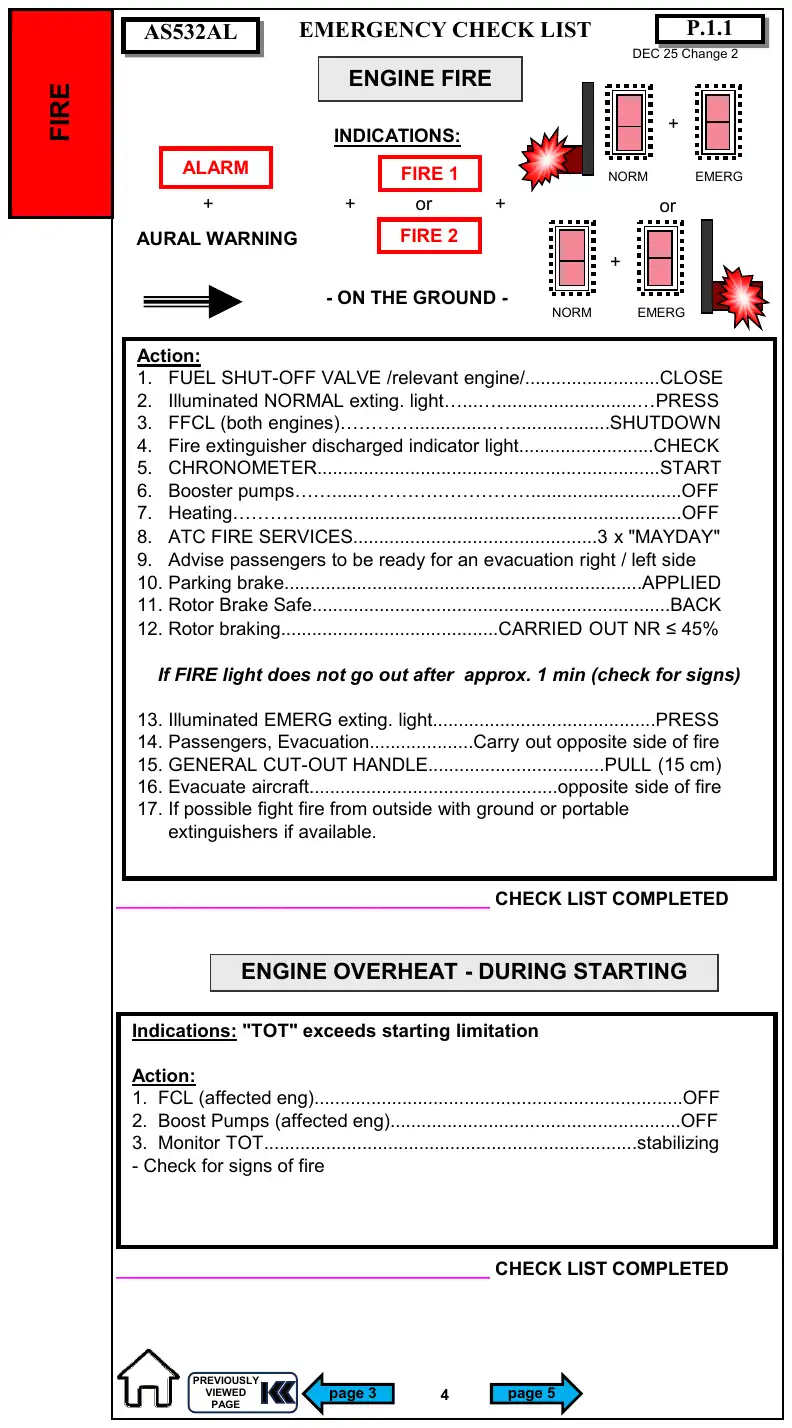 FIRE
AS532AL
EMERGENCY CHECK LIST
P.1.1
DEC 25 Change 2
ENGINE FIRE
INDICATIONS:
ALARM
+
AURAL WARNING
+
FIRE 1
or
FIRE 2
+
+
NORM EMERG
or
+
NORM EMERG
- ON THE GROUND -
Action:
1. FUEL SHUT-OFF VALVE /relevant engine/..........................CLOSE
2. Illuminated NORMAL exting. light…...…...........................…PRESS
3. FFCL (both engines)…………...............…...................SHUTDOWN
4. Fire extinguisher discharged indicator light..........................CHECK
5. CHRONOMETER..................................................................START
6. Booster pumps……....…………………………............................OFF
7. Heating…………........................................................................OFF
8. ATC FIRE SERVICES...............................................3 x "MAYDAY"
9. Advise passengers to be ready for an evacuation right / left side
10. Parking brake.....................................................................APPLIED
11. Rotor Brake Safe.....................................................................BACK
12. Rotor braking..........................................CARRIED OUT NR ≤ 45%
If FIRE light does not go out after approx. 1 min (check for signs)
13. Illuminated EMERG exting. light...........................................PRESS
14. Passengers, Evacuation....................Carry out opposite side of fire
15. GENERAL CUT-OUT HANDLE..................................PULL (15 cm)
16. Evacuate aircraft................................................opposite side of fire
17. If possible fight fire from outside with ground or portable
extinguishers if available.
CHECK LIST COMPLETED
ENGINE OVERHEAT - DURING STARTING
Indications: "TOT" exceeds starting limitation
Action:
1. FCL (affected eng).......................................................................OFF
2. Boost Pumps (affected eng)........................................................OFF
3. Monitor TOT........................................................................stabilizing
- Check for signs of fire
CHECK LIST COMPLETED
PREVIOUSLY
VIEWED
PAGE
page 3
4
page 5